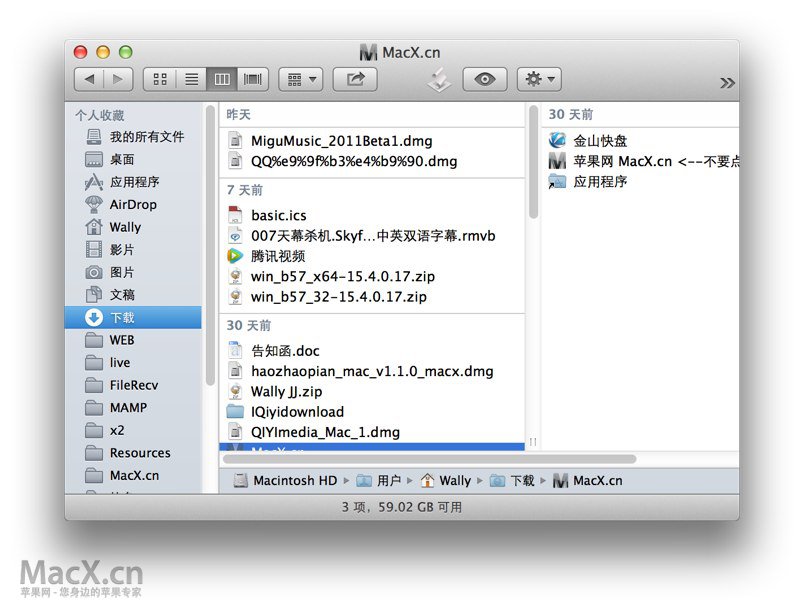 MacX.cn
个人收藏
我的所有文件
桌面
应用程序
AirDrop
Wally
影片
图片
文稿
下载
WEB
live
FileRecv
MAMP
x2
Resources
MacX.cn
昨天
MiguMusic_2011Beta1.dmg
QQ%e9%9f%b3%e4%b9%90.dmg
7 天前
basic.ics
007天幕杀机.Skyf...中英双语字幕.rmvb
腾讯视频
win_b57_x64-15.4.0.17.zip
win_b57_32-15.4.0.17.zip
30 天前
告知函.doc
haozhaopian_mac_v1.1.0_macx.dmg
Wally JJ.zip
IQiyidownload
QIYImedia_Mac_1.dmg
MacX.cn
30 天前
金山快盘
苹果网 MacX.cn <--不要点
应用程序
Macintosh HD ▸ 用户 ▸ Wally ▸ 下载 ▸ MacX.cn
3 项，59.02 GB 可用
MacX.cn
苹果网 - 您身边的苹果专家